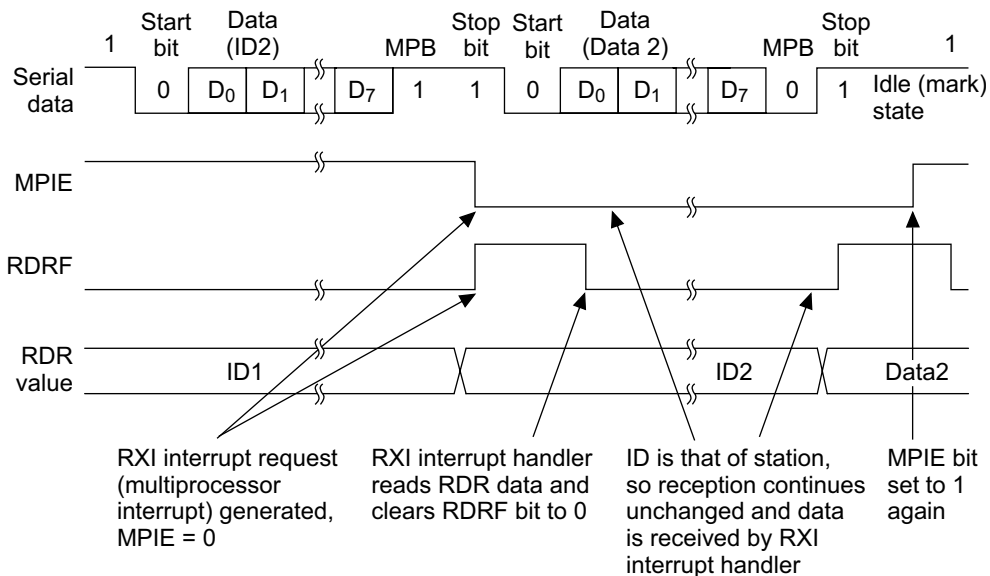 1 Start bit Data (ID2) MPB Stop bit Start bit Data (Data 2) MPB Stop bit 1
Serial data 0 D0 D1 D7 1 1 0 D0 D1 D7 0 1 Idle (mark) state
MPIE
RDRF
RDR value ID1 ID2 Data2
RXI interrupt request
(multiprocessor
interrupt) generated,
MPIE = 0
RXI interrupt handler
reads RDR data and
clears RDRF bit to 0
ID is that of station,
so reception continues
unchanged and data
is received by RXI
interrupt handler
MPIE bit
set to 1
again